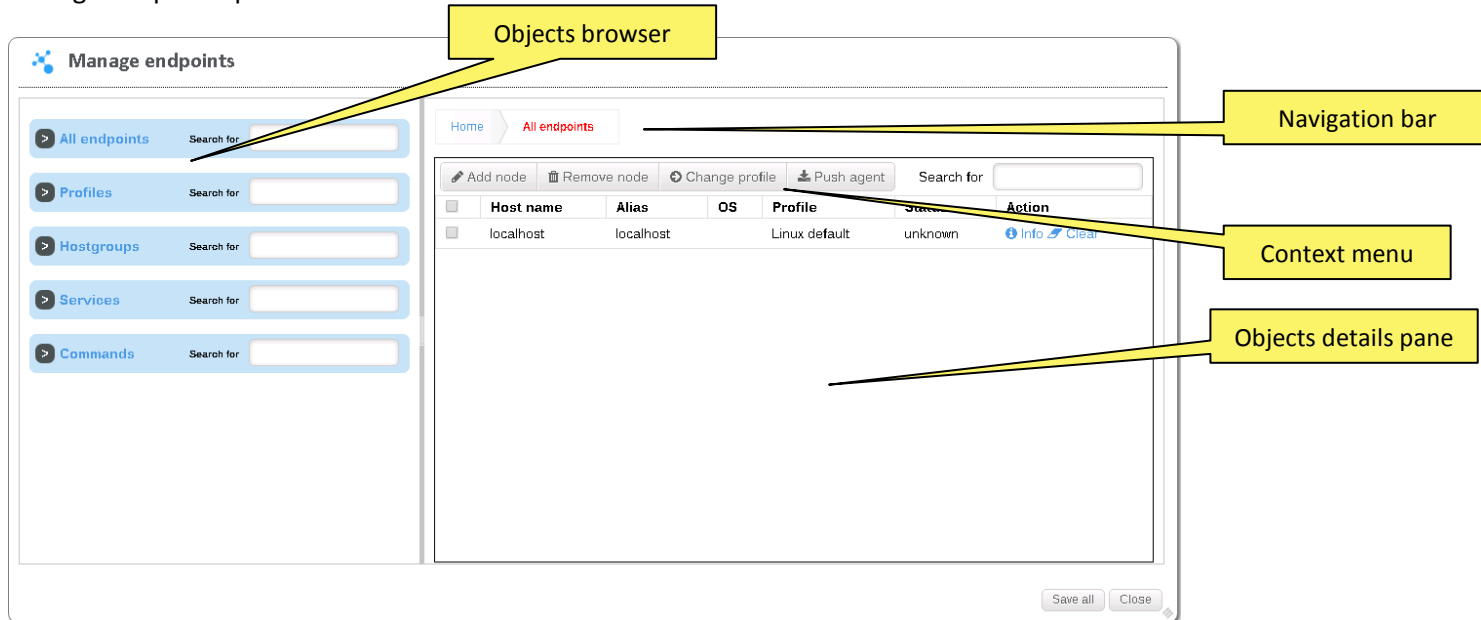 Objects browser
Manage endpoints
Navigation bar
Home All endpoints
All endpoints Search for
Add node Remove node Change profile Push agent Search for
Profiles Search for
Host name Alias OS Profile Status Action
localhost localhost Linux default unknown Info Clear
Hostgroups Search for
Context menu
Services Search for
Objects details pane
Commands Search for
Save all Close